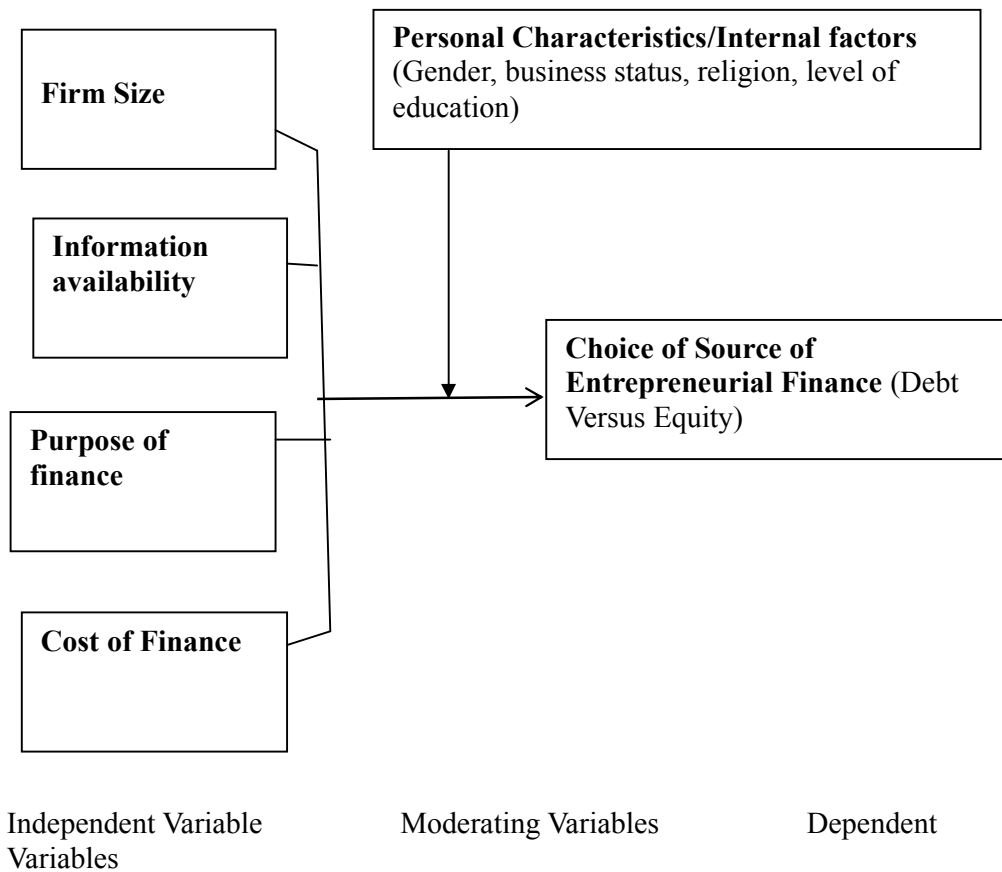 Firm Size
Personal Characteristics/Internal factors
(Gender, business status, religion, level of
education)
Information
availability
Choice of Source of
Entrepreneurial Finance (Debt
Versus Equity)
Purpose of
finance
Cost of Finance
Independent Variable Moderating Variables Dependent
Variables